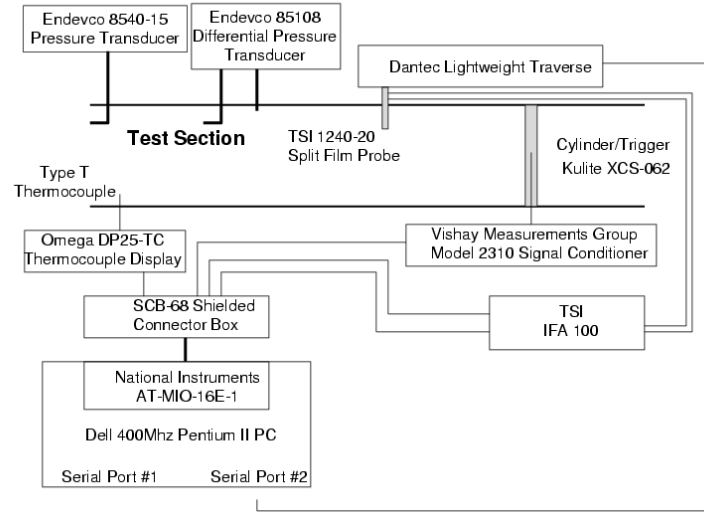 Endevco 8540-15
Pressure Transducer
Endevco 85108
Differential Pressure
Transducer
Dantec Lightweight Traverse
Test Section
TSI 1240-20
Split Film Probe
Cylinder/Trigger
Kulite XCS-062
Type T
Thermocouple
Omega DP25-TC
Thermocouple Display
Vishay Measurements Group
Model 2310 Signal Conditioner
SCB-68 Shielded
Connector Box
TSI
IFA 100
National Instruments
AT-MIO-16E-1
Dell 400Mhz Pentium II PC
Serial Port #1
Serial Port #2